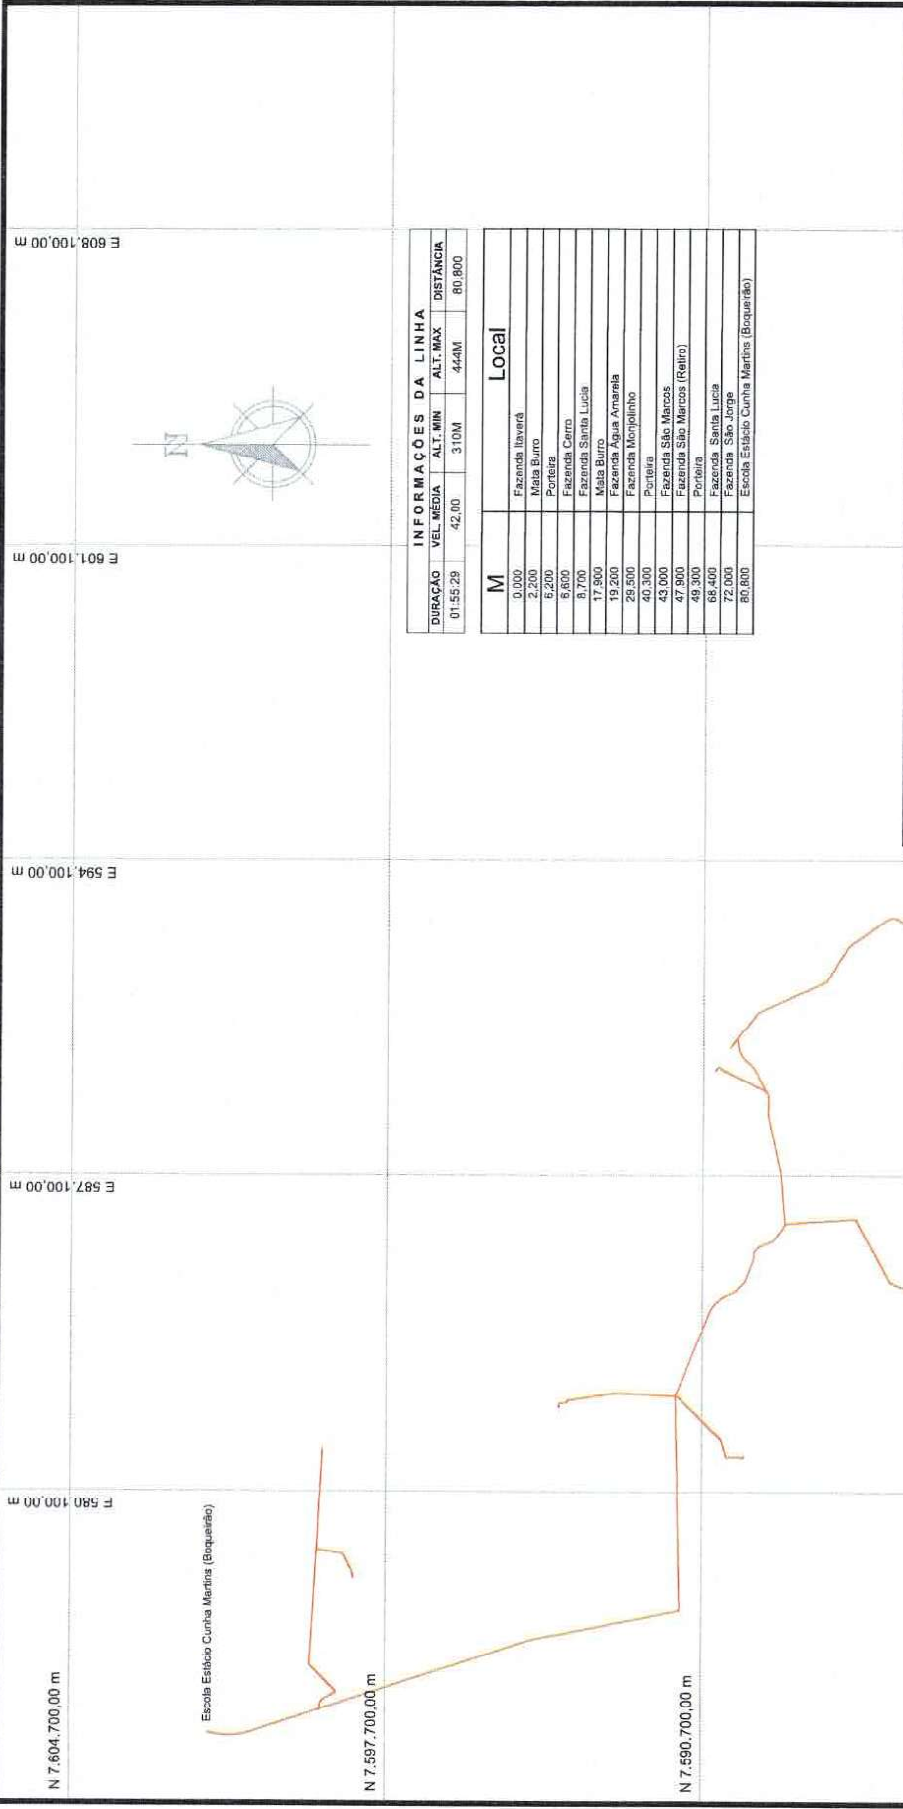 E 580.100,00 m
E 587.100,00 m
E 594.100,00 m
E 601.100,00 m
E 608.100,00 m
N 7.604.700,00 m
N 7.597.700,00 m
N 7.590.700,00 m
Escola Estácio Cunha Martins (Boqueirão)
N
INFORMAÇÕES DA LINHA
DURAÇÃO VEL. MÉDIA ALT. MIN ALT. MAX DISTÂNCIA
01:55:29 42,00 310M 444M 80,800
M Local
0,000 Fazenda Itaverá
2,200 Mata Burro
6,200 Porteira
6,600 Fazenda Cerro
8,700 Fazenda Santa Lucia
17,900 Mata Burro
19,200 Fazenda Água Amarela
29,500 Fazenda Monjolinho
40,300 Porteira
43,000 Fazenda São Marcos
47,900 Fazenda São Marcos (Retiro)
49,300 Porteira
68,400 Fazenda Santa Lucia
72,000 Fazenda São Jorge
80,800 Escola Estácio Cunha Martins (Boqueirão)